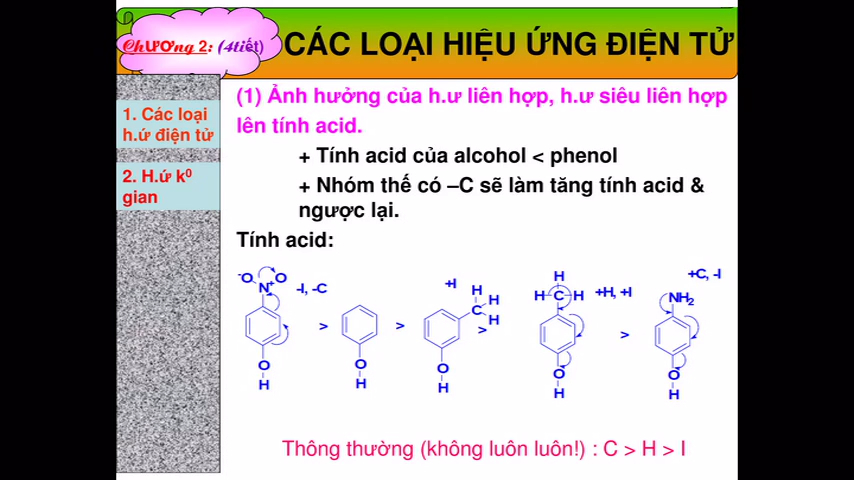 Chương 2: (4tiết)
CÁC LOẠI HIỆU ỨNG ĐIỆN TỬ
1. Các loại
h.ứ điện tử
2. H.ứ k⁰
gian
(1) Ảnh hưởng của h.ư liên hợp, h.ư siêu liên hợp
lên tính acid.
+ Tính acid của alcohol < phenol
+ Nhóm thế có –C sẽ làm tăng tính acid &
ngược lại.
Tính acid:
-O N+ O -I, -C O H
>
O H
>
+I H C H H O H
>
H H C H +H, +I O H
>
+C, -I NH2 O H
Thông thường (không luôn luôn!) : C > H > I